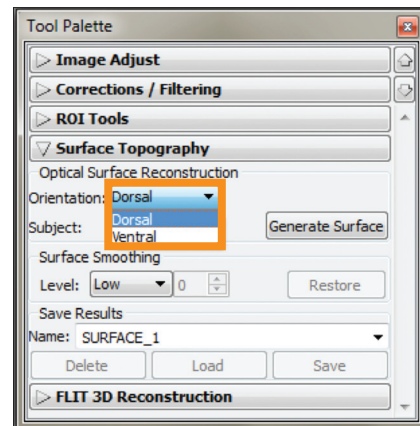 Tool Palette
Image Adjust
Corrections / Filtering
ROI Tools
Surface Topography
Optical Surface Reconstruction
Orientation: Dorsal
Dorsal
Subject: Ventral Generate Surface
Surface Smoothing
Level: Low 0 Restore
Save Results
Name: SURFACE_1
Delete Load Save
FLIT 3D Reconstruction